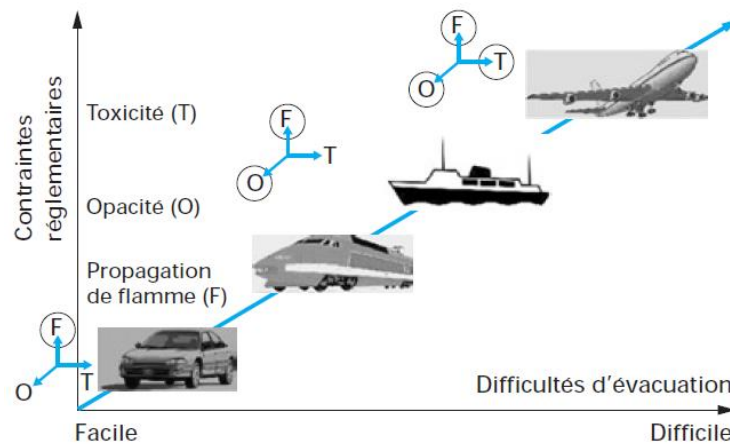 Contraintes
réglementaires
F
O
T
F
T
O
F
T
O
Toxicité (T)
Opacité (O)
Propagation
de flamme (F)
Difficultés d'évacuation
Facile
Difficile